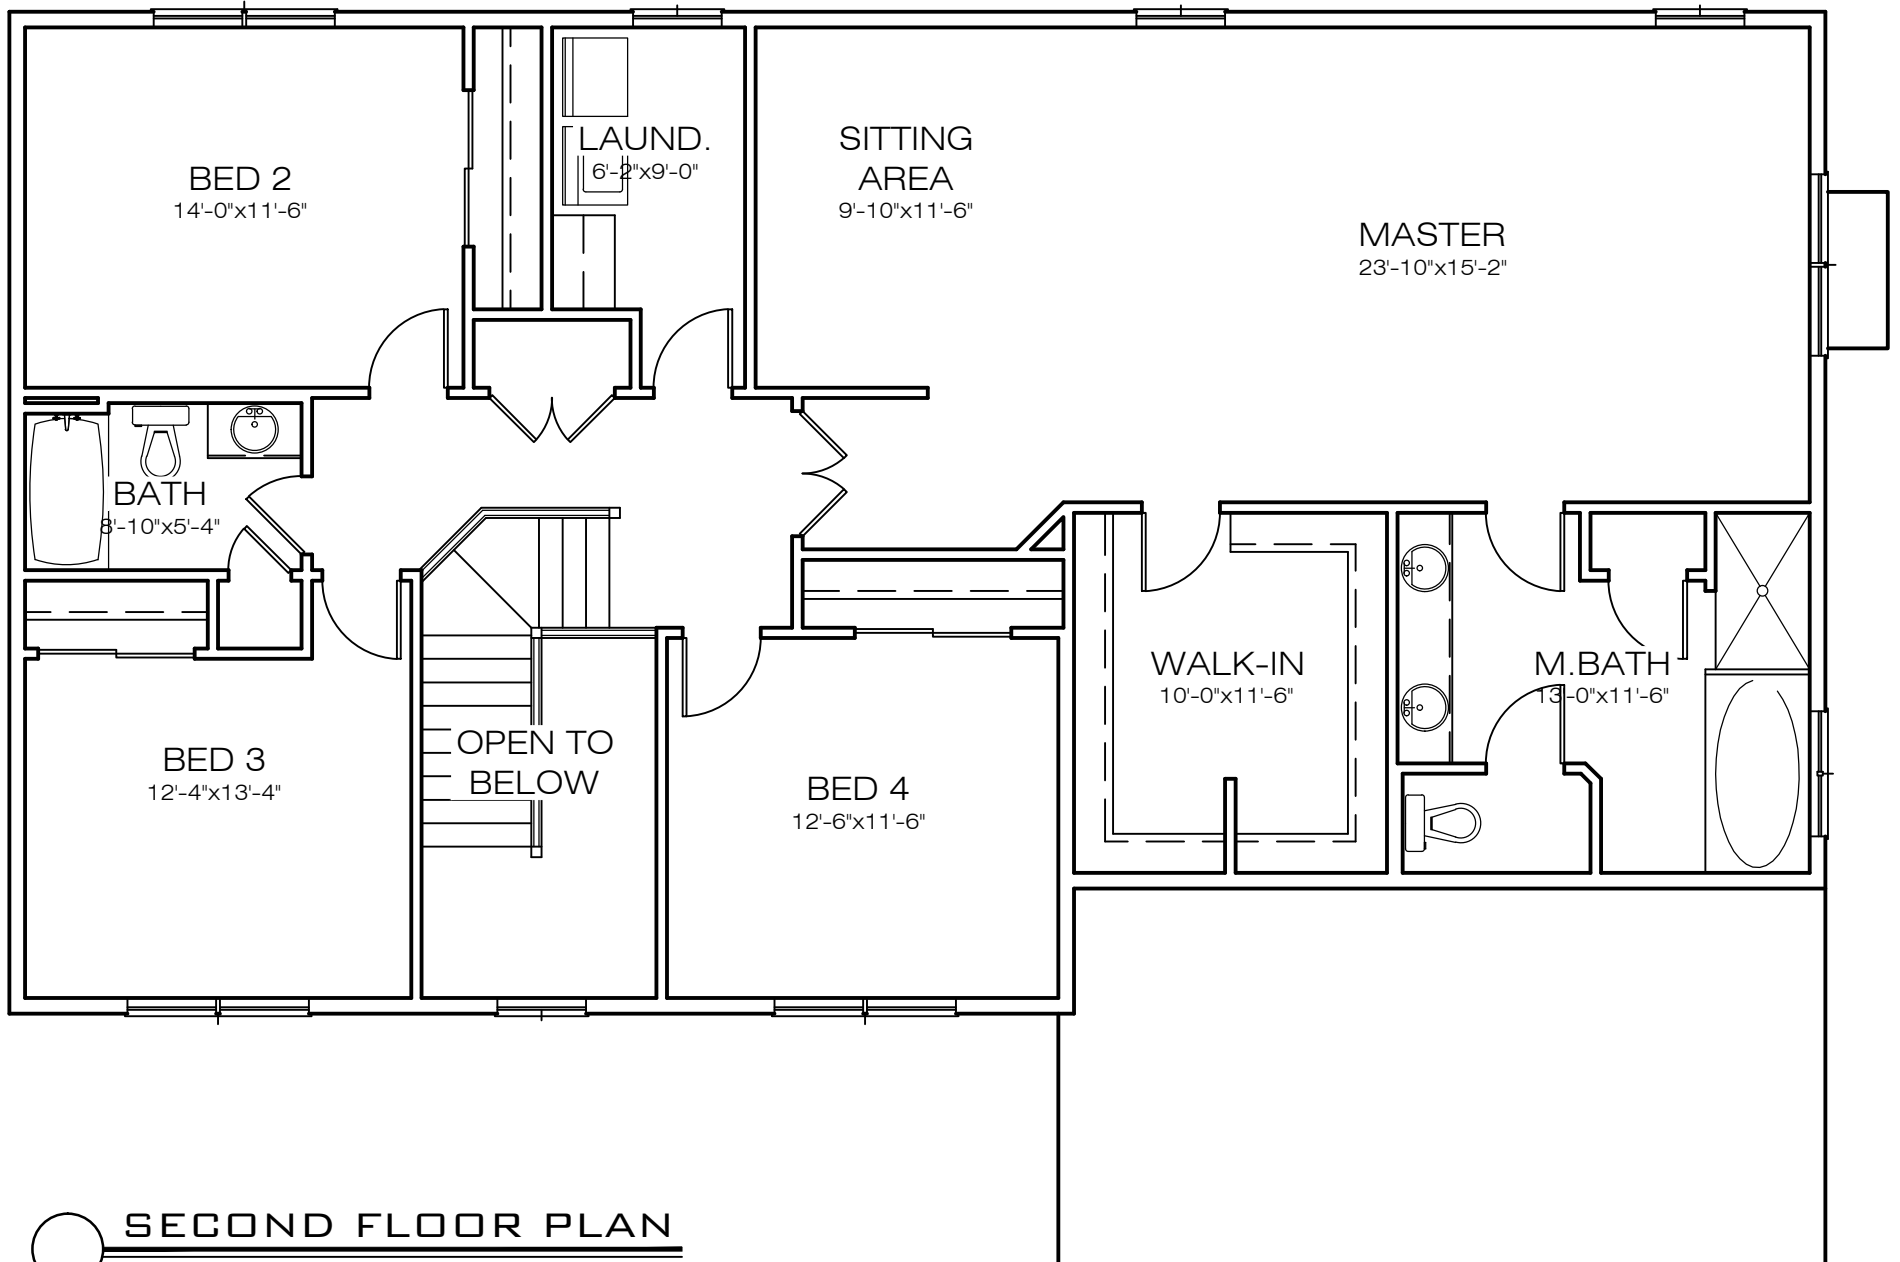 BED 2
14'-0"x11'-6"
LAUND.
6'-2"x9'-0"
SITTING
AREA
9'-10"x11'-6"
MASTER
23'-10"x15'-2"
BATH
8'-10"x5'-4"
BED 3
12'-4"x13'-4"
OPEN TO
BELOW
BED 4
12'-6"x11'-6"
WALK-IN
10'-0"x11'-6"
M.BATH
13'-0"x11'-6"
SECOND FLOOR PLAN